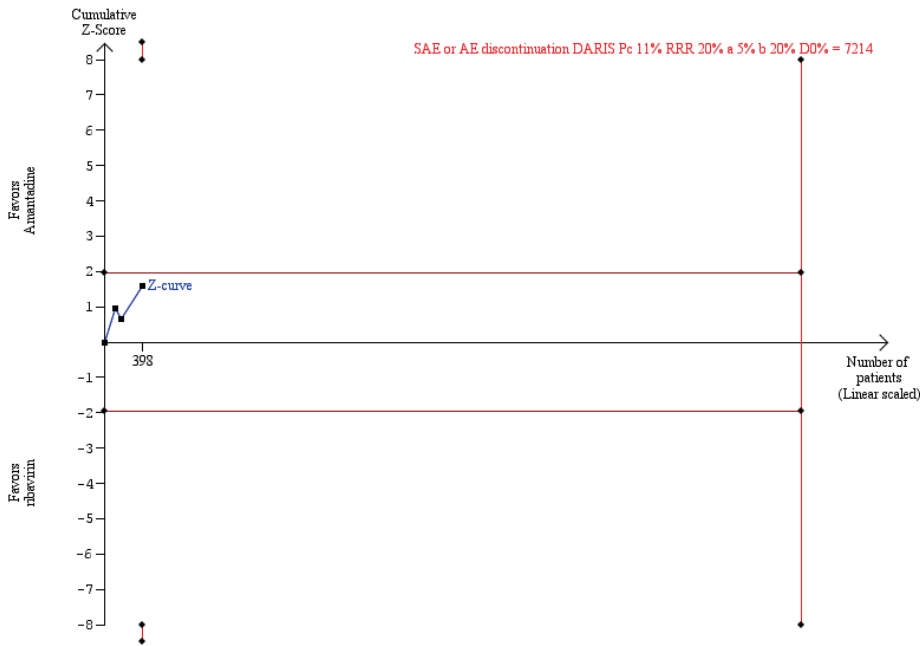 Cumulative
Z-Score
SAE or AE discontinuation DARIS Pc 11% RRR 20% a 5% b 20% D0% = 7214
8
7
6
5
4
3
2
1
-1
-2
-3
-4
-5
-6
-7
-8
Favors
Amantadine
Z-curve
398
Number of
patients
(Linear scaled)
Favors
ribavirin